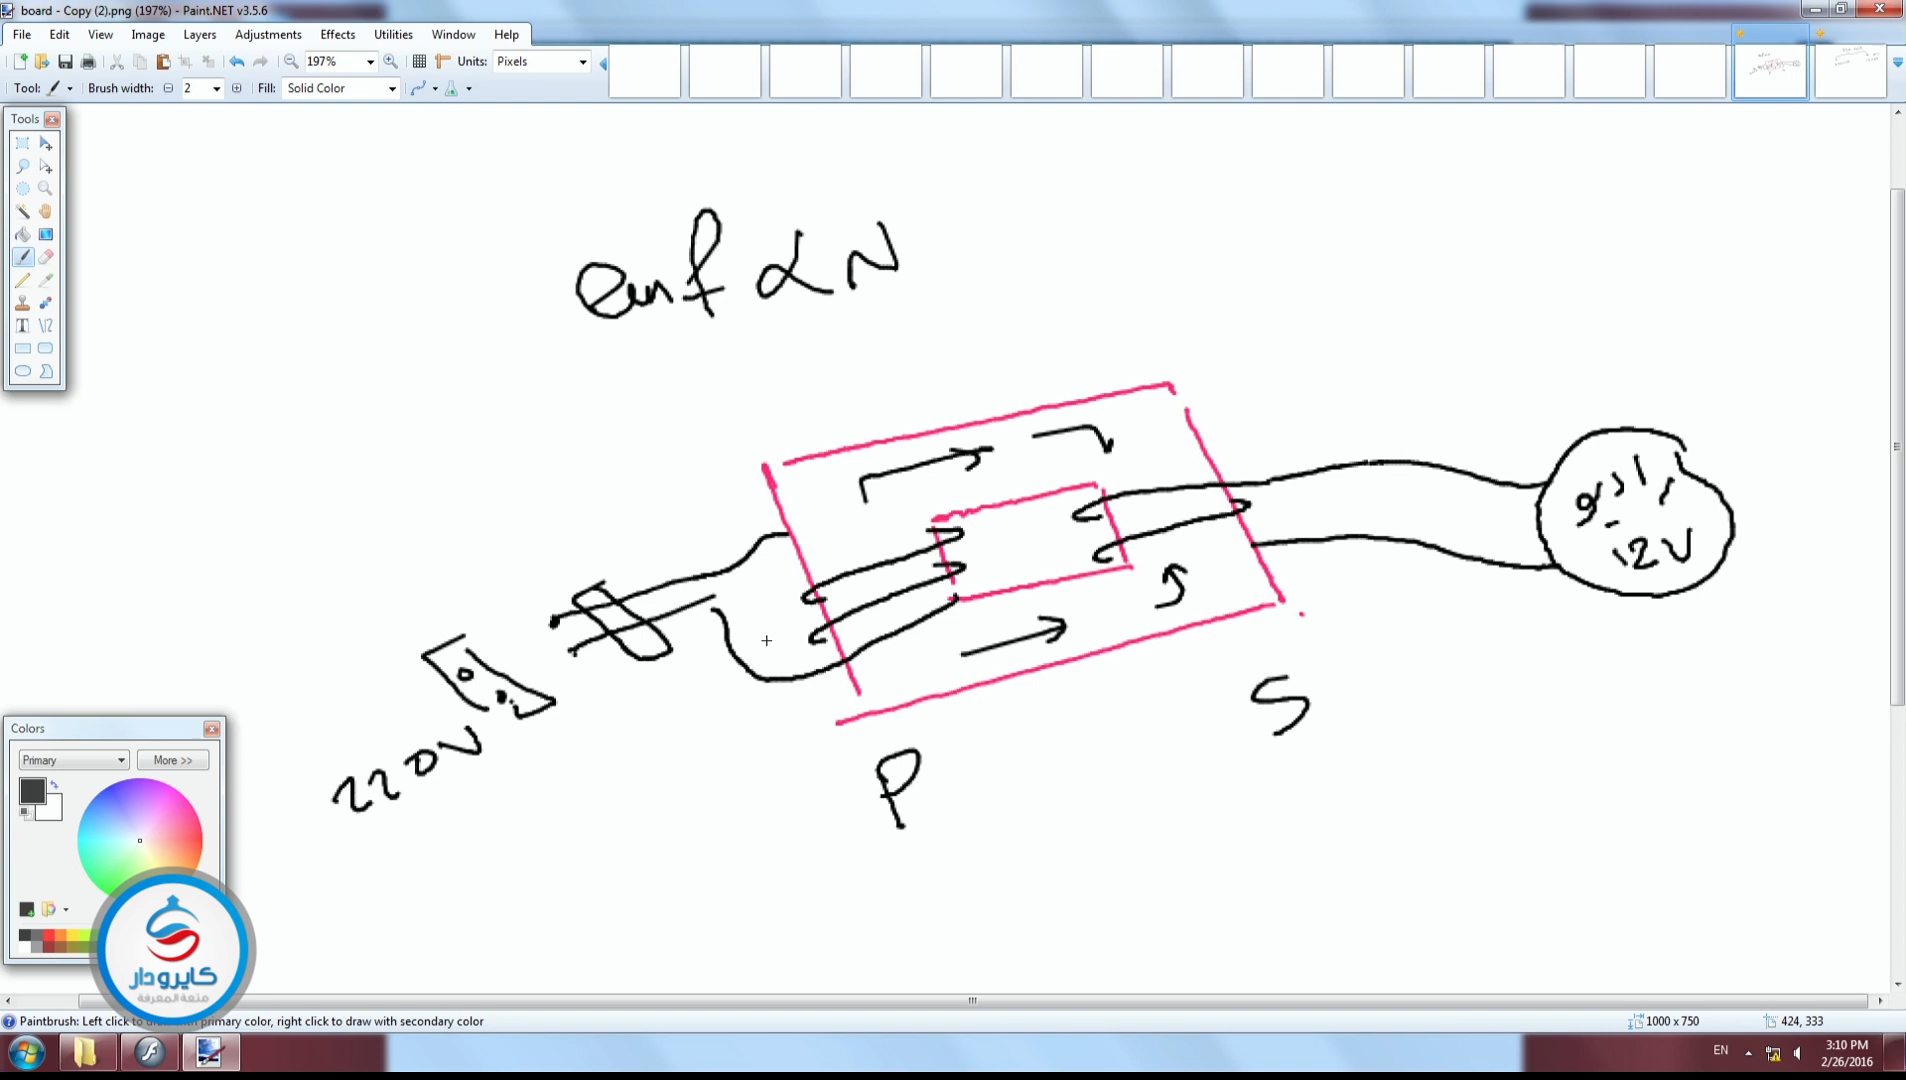 board - Copy (2).png (197%) - Paint.NET v3.5.6
File Edit View Image Layers Adjustments Effects Utilities Window Help
197% Units: Pixels
Tool: Brush width: 2 Fill: Solid Color
Tools
emf α N
12V
220V
P
S
Colors
Primary More >>
كايرودار
متعة المعرفة
Paintbrush: Left click to draw with primary color, right click to draw with secondary color
1000 x 750
424, 333
EN
3:10 PM
2/26/2016